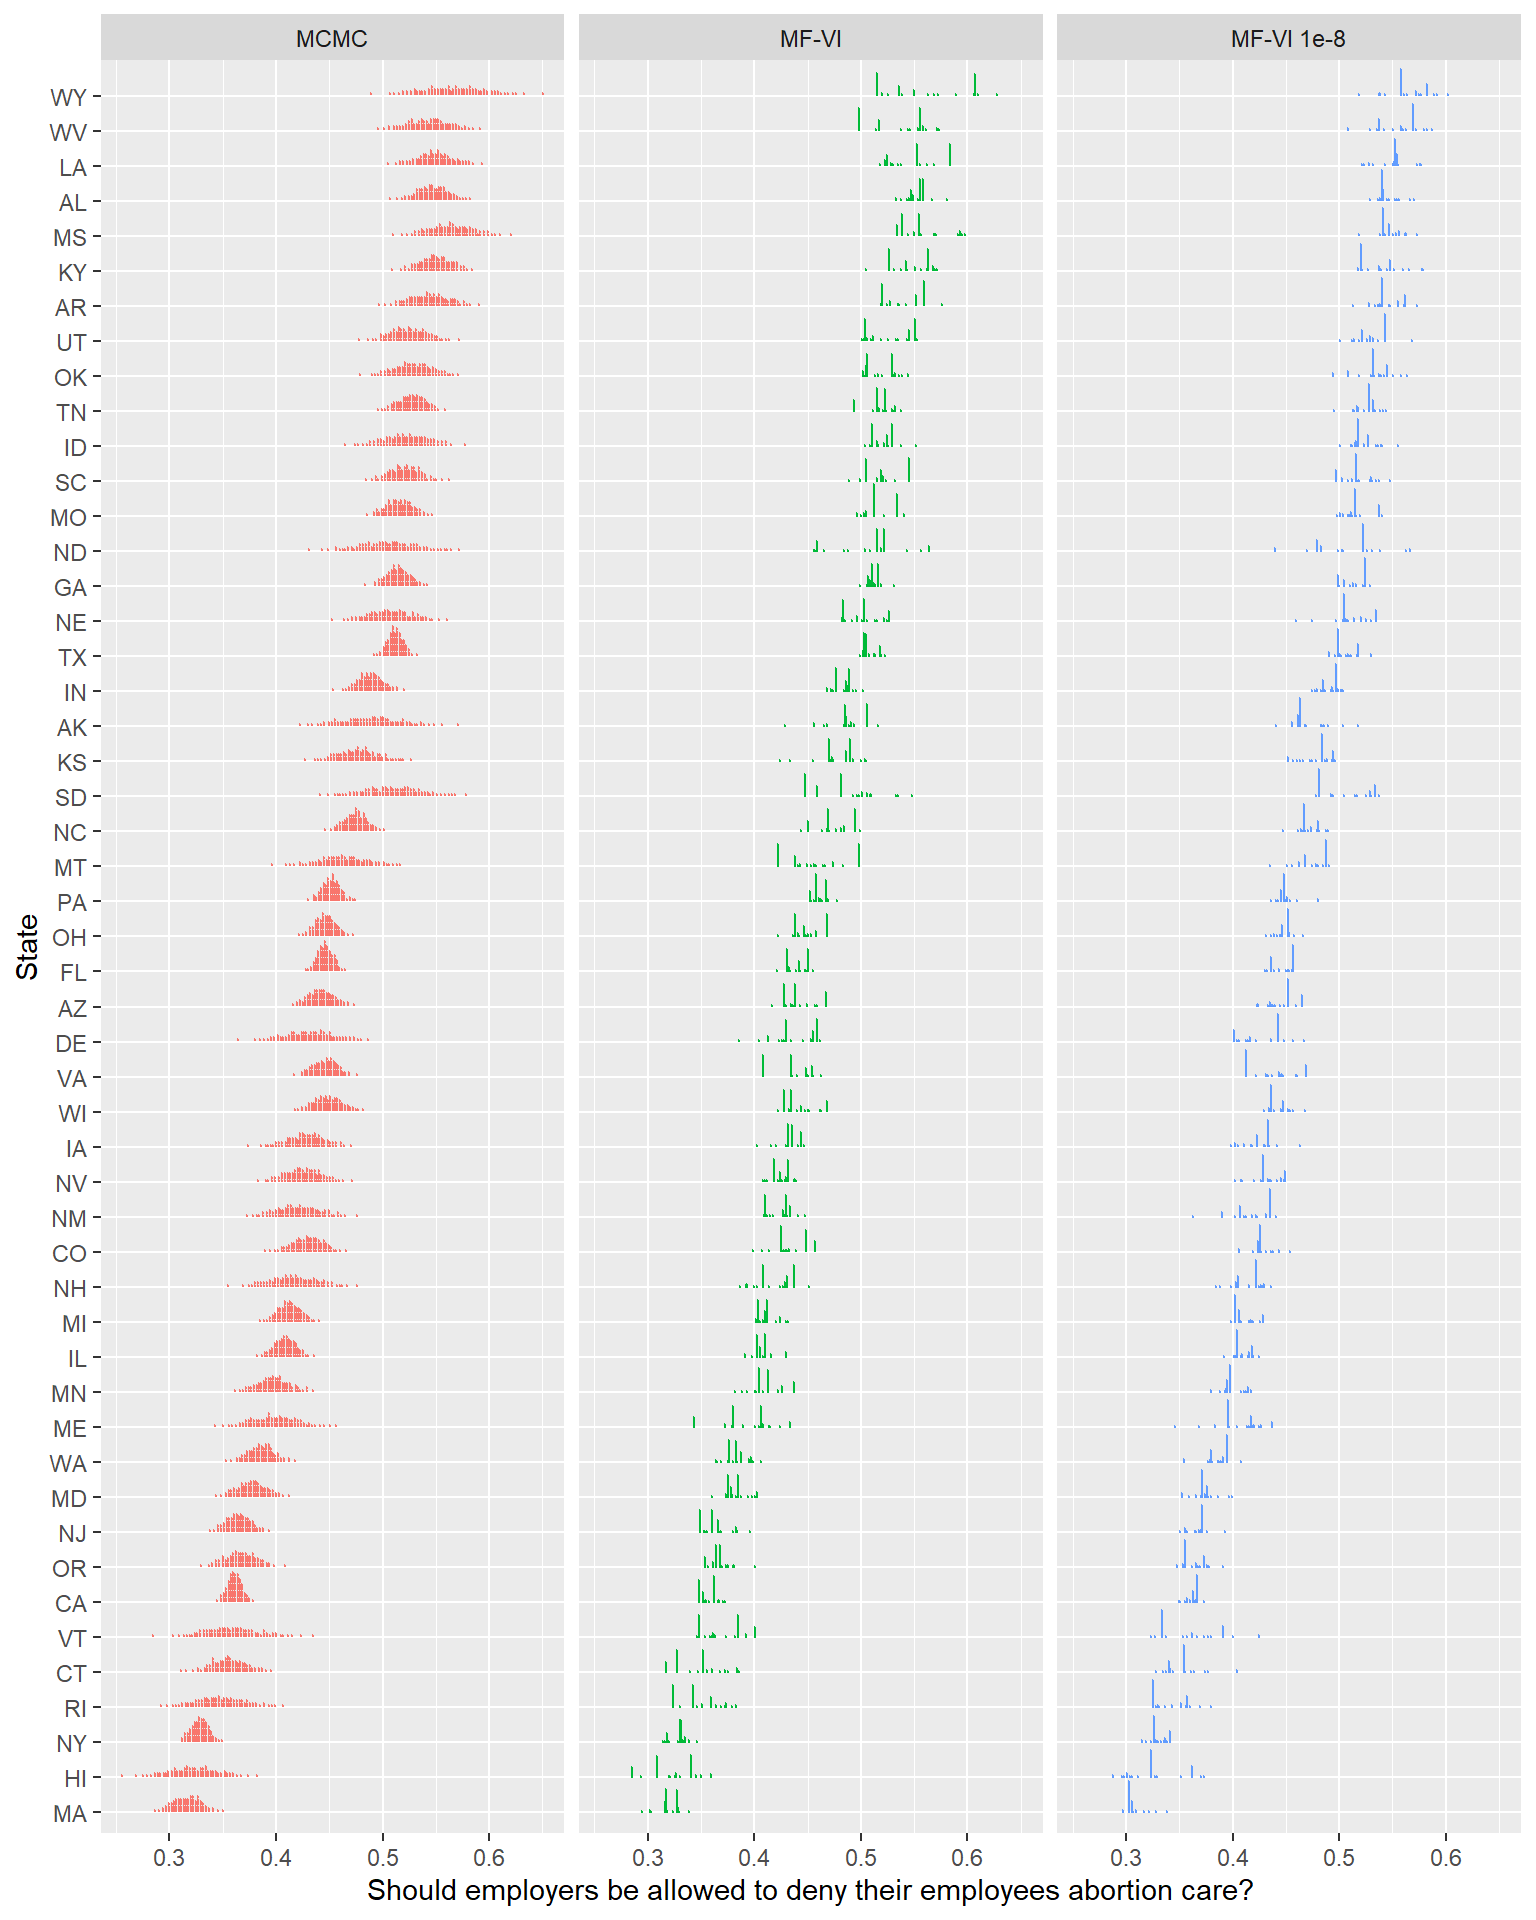 MCMC MF-VI MF-VI 1e-8
WY
WV
LA
AL
MS
KY
AR
UT
OK
TN
ID
SC
MO
ND
GA
NE
TX
IN
AK
KS
SD
NC
MT
PA
OH
FL
AZ
DE
VA
WI
IA
NV
NM
CO
NH
MI
IL
MN
ME
WA
MD
NJ
OR
CA
VT
CT
RI
NY
HI
MA
State
0.3 0.4 0.5 0.6 0.3 0.4 0.5 0.6 0.3 0.4 0.5 0.6
Should employers be allowed to deny their employees abortion care?